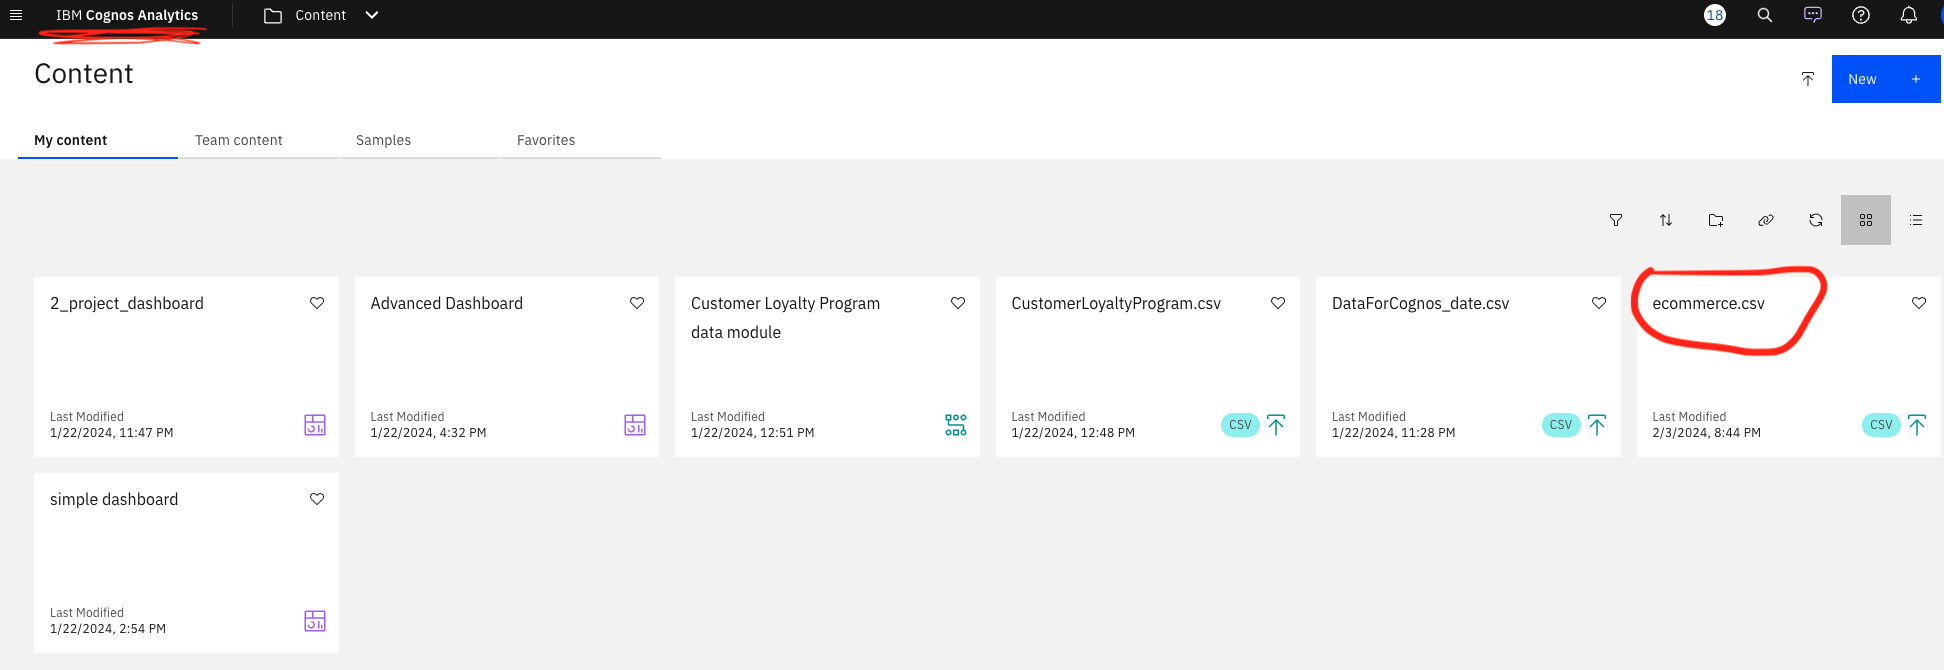 IBM Cognos Analytics Content 18
Content
New +
My content Team content Samples Favorites
2_project_dashboard
Last Modified
1/22/2024, 11:47 PM
Advanced Dashboard
Last Modified
1/22/2024, 4:32 PM
Customer Loyalty Program
data module
Last Modified
1/22/2024, 12:51 PM
CustomerLoyaltyProgram.csv
Last Modified
1/22/2024, 12:48 PM
CSV
DataForCognos_date.csv
Last Modified
1/22/2024, 11:28 PM
CSV
ecommerce.csv
Last Modified
2/3/2024, 8:44 PM
CSV
simple dashboard
Last Modified
1/22/2024, 2:54 PM